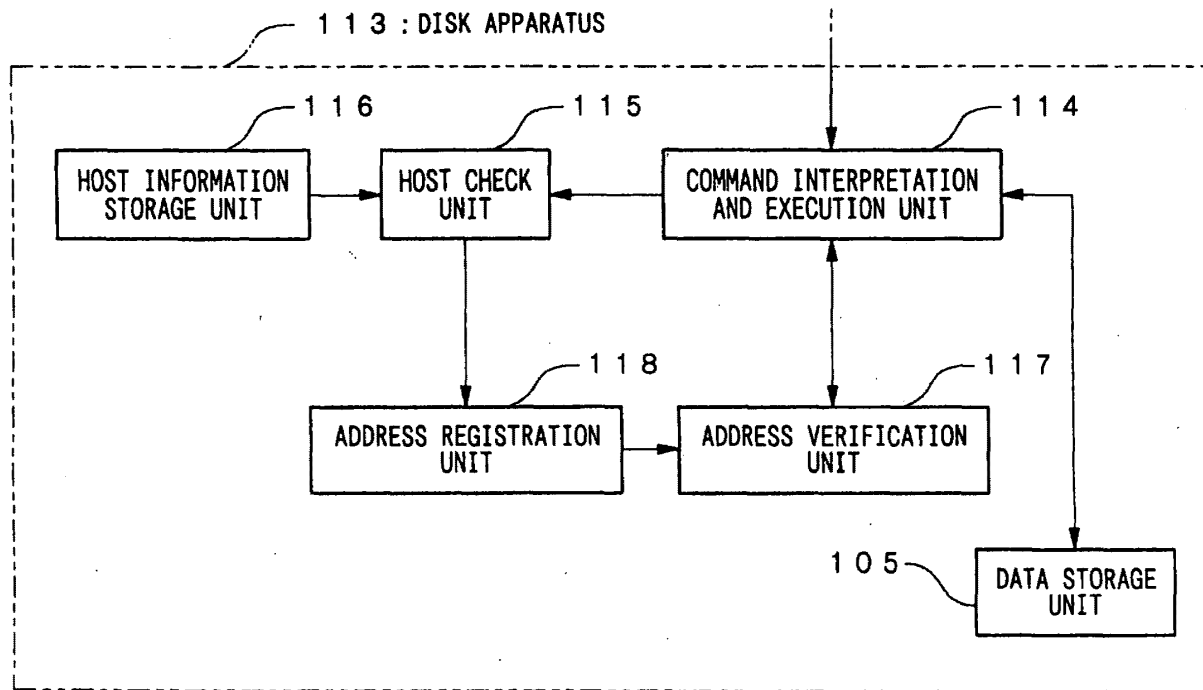 113:DISK APPARATUS
116
115
114
HOST INFORMATION
STORAGE UNIT
HOST CHECK
UNIT
COMMAND INTERPRETATION
AND EXECUTION UNIT
118
117
ADDRESS REGISTRATION
UNIT
ADDRESS VERIFICATION
UNIT
105
DATA STORAGE
UNIT